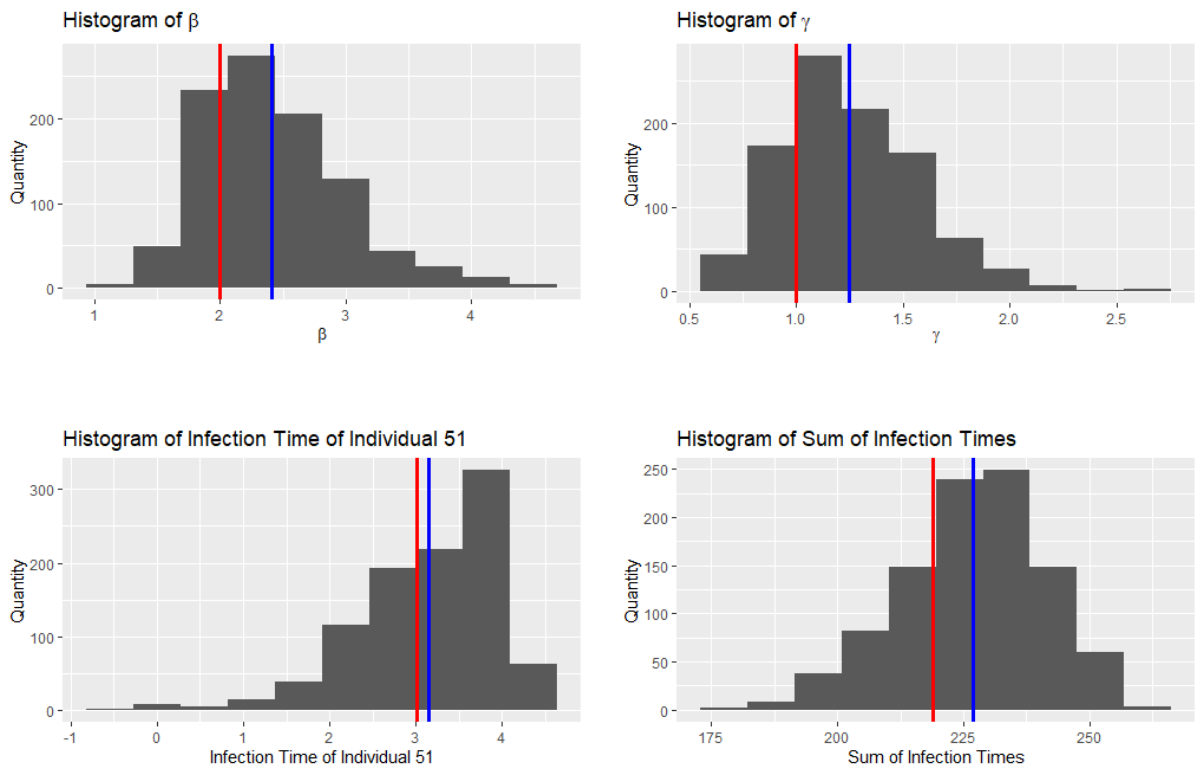 Histogram of β
Quantity
200
100
0
1 2 3 4
β
Histogram of γ
Quantity
200
100
0
0.5 1.0 1.5 2.0 2.5
γ
Histogram of Infection Time of Individual 51
Quantity
300
200
100
0
-1 0 1 2 3 4
Infection Time of Individual 51
Histogram of Sum of Infection Times
Quantity
250
200
150
100
50
0
175 200 225 250
Sum of Infection Times